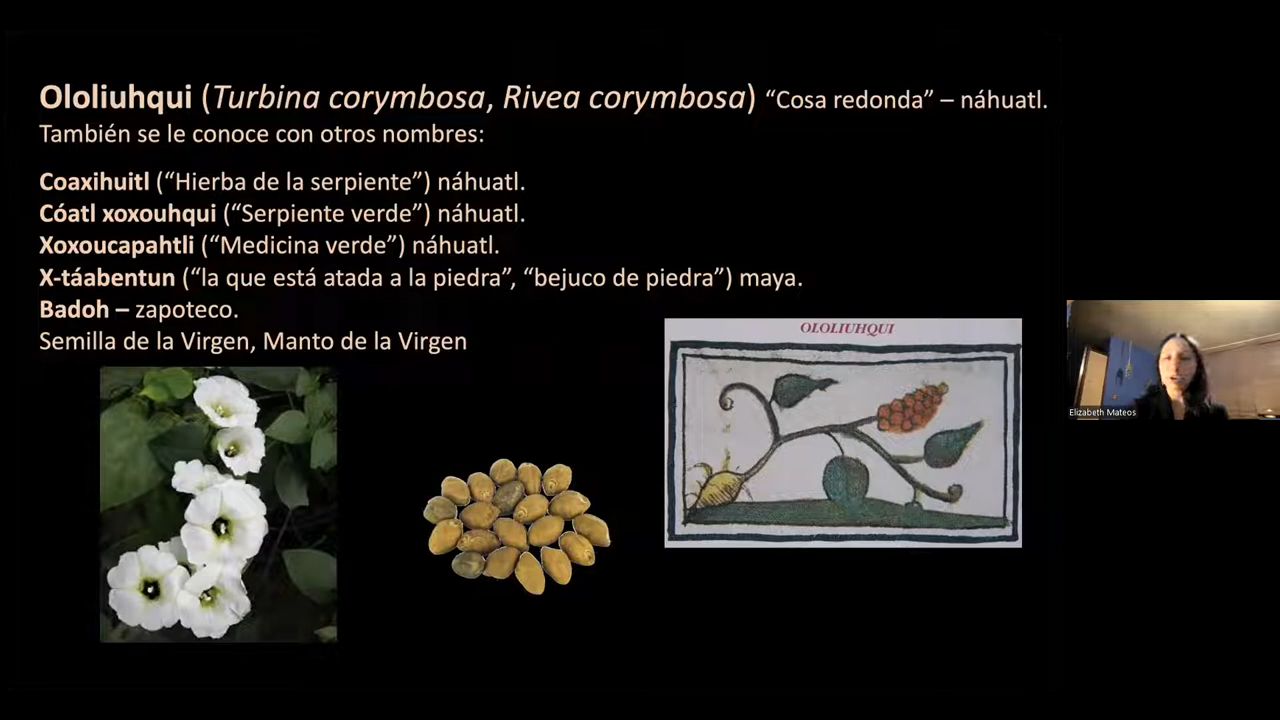 Ololiuhqui (Turbina corymbosa, Rivea corymbosa) “Cosa redonda” – náhuatl.
También se le conoce con otros nombres:
Coaxihuitl (“Hierba de la serpiente”) náhuatl.
Cóatl xoxouhqui (“Serpiente verde”) náhuatl.
Xoxoucapahtli (“Medicina verde”) náhuatl.
X-táabentun (“la que está atada a la piedra”, “bejuco de piedra”) maya.
Badoh – zapoteco.
Semilla de la Virgen, Manto de la Virgen
OLOLIUHQUI
Elizabeth Mateos